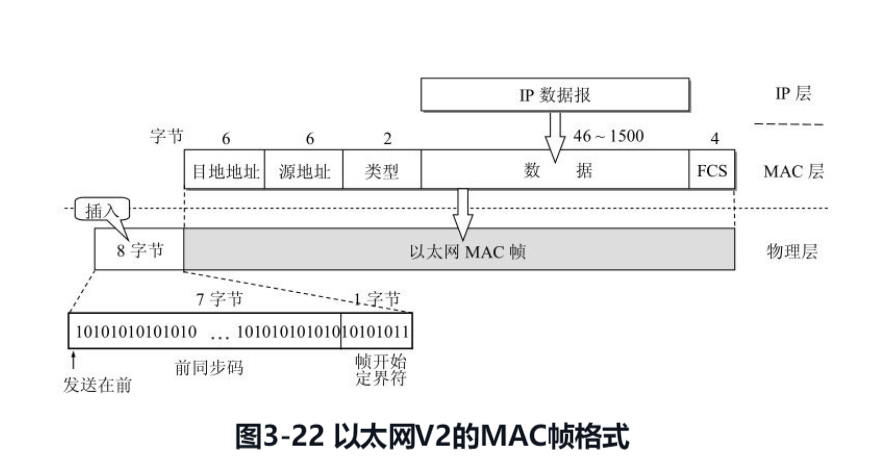 IP 数据报
IP 层
字节
6
6
2
46 ~ 1500
4
目地地址
源地址
类型
数 据
FCS
MAC 层
插入
8 字节
以太网 MAC 帧
物理层
7 字节
1 字节
10101010101010 … 101010101010
10101011
前同步码
帧开始
定界符
发送在前
图3-22 以太网V2的MAC帧格式